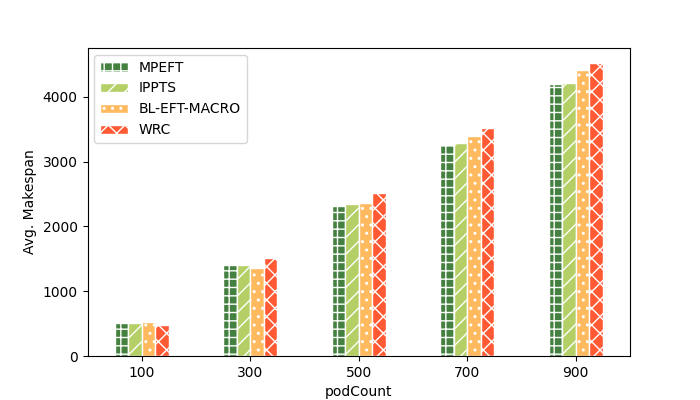 MPEFT
IPPTS
BL-EFT-MACRO
WRC
Avg. Makespan
4000
3000
2000
1000
0
100 300 500 700 900
podCount